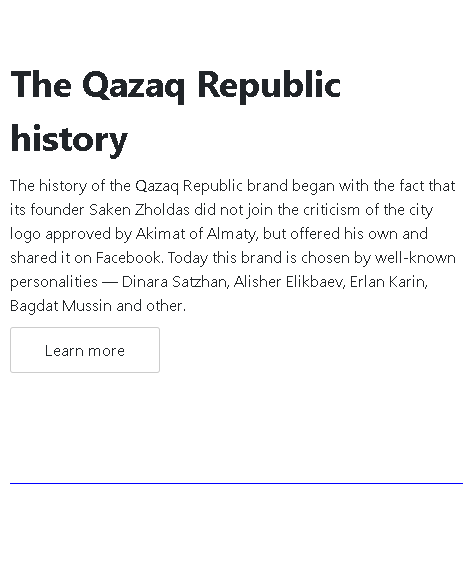 The Qazaq Republic
history
The history of the Qazaq Republic brand began with the fact that
its founder Saken Zholdas did not join the criticism of the city
logo approved by Akimat of Almaty, but offered his own and
shared it on Facebook. Today this brand is chosen by well-known
personalities — Dinara Satzhan, Alisher Elikbaev, Erlan Karin,
Bagdat Mussin and other.
Learn more